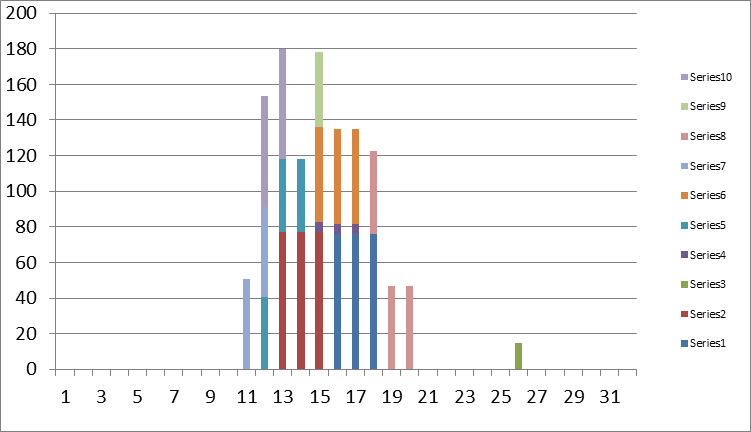 200
180
160
140
120
100
80
60
40
20
0
1 3 5 7 9 11 13 15 17 19 21 23 25 27 29 31
Series10
Series9
Series8
Series7
Series6
Series5
Series4
Series3
Series2
Series1